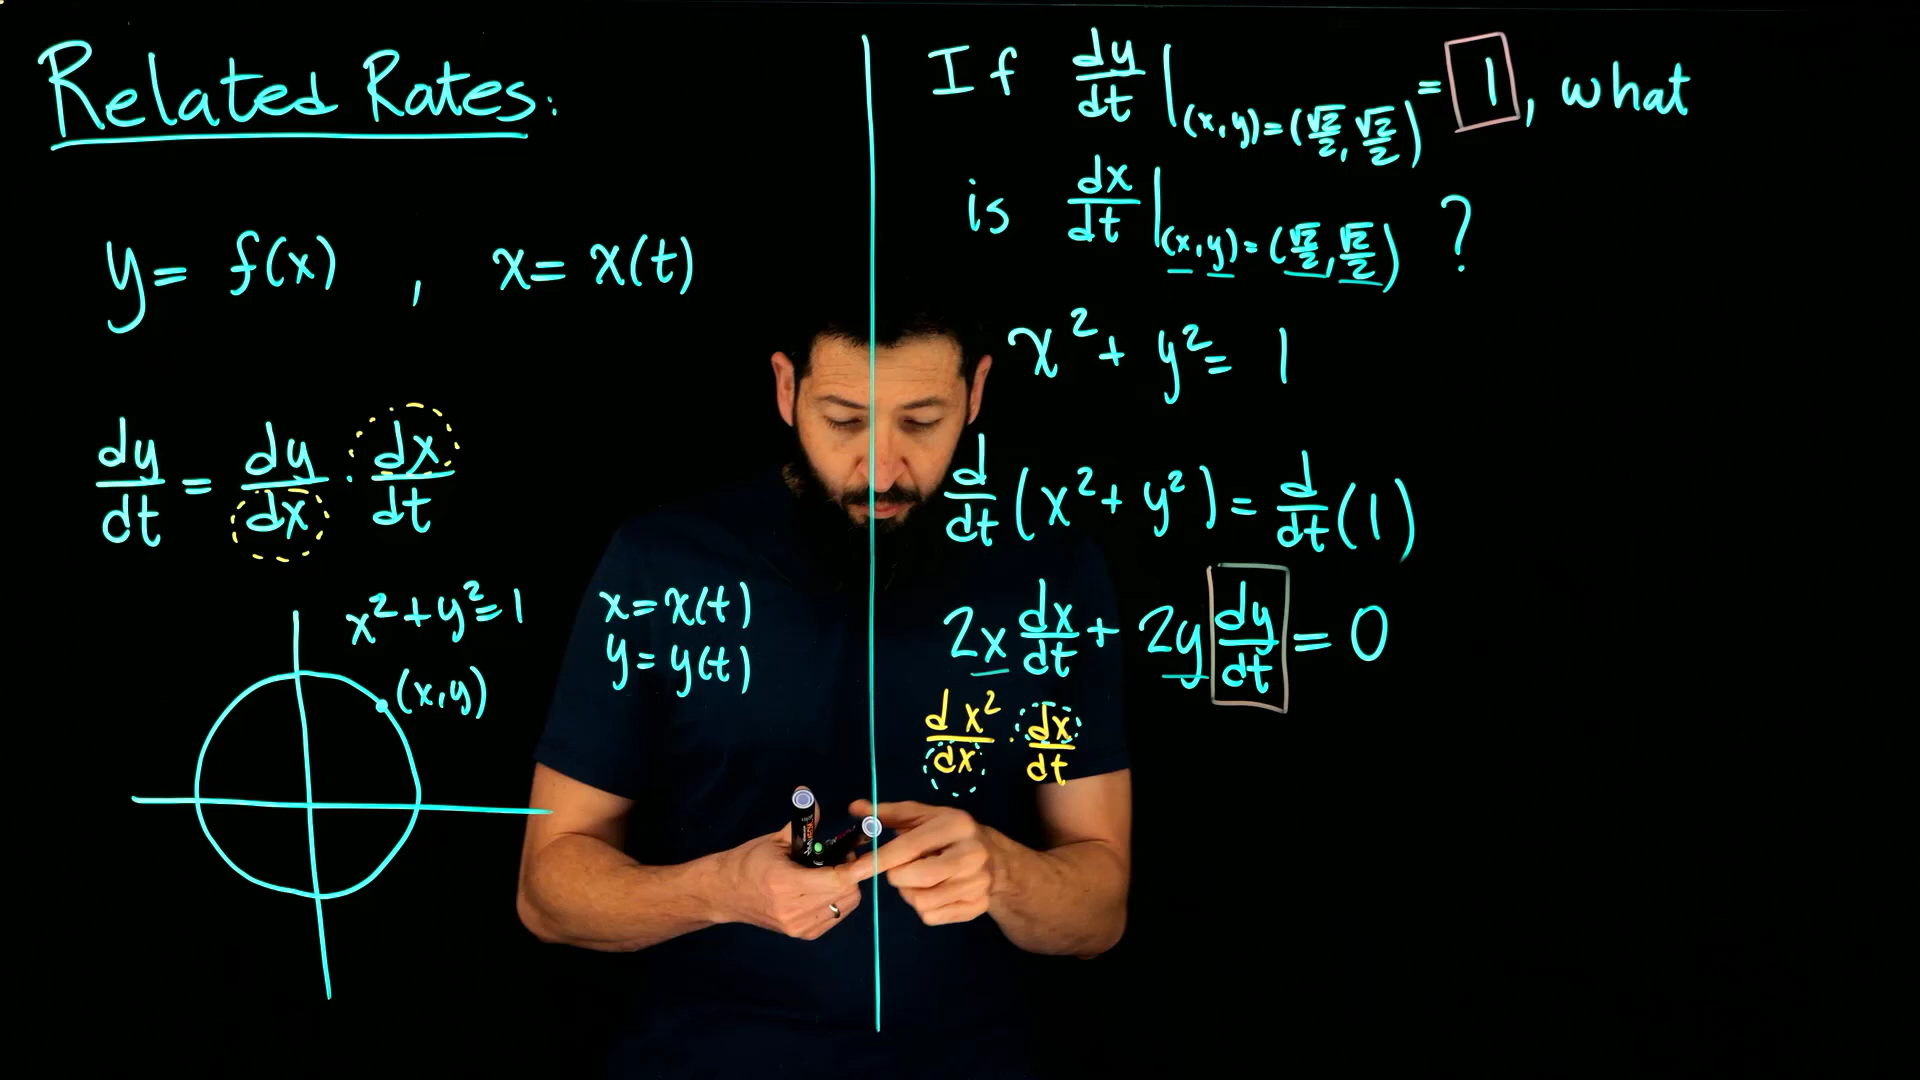 Related Rates:
y = f(x) , x = x(t)
dy/dt = dy/dx · dx/dt
x² + y² = 1
(x,y)
x = x(t)
y = y(t)
If dy/dt |(x,y)=(√2/2, √2/2) = 1, what
is dx/dt |(x,y)=(√2/2, √2/2) ?
x² + y² = 1
d/dt (x² + y²) = d/dt (1)
2x dx/dt + 2y dy/dt = 0
d x²/dx · dx/dt